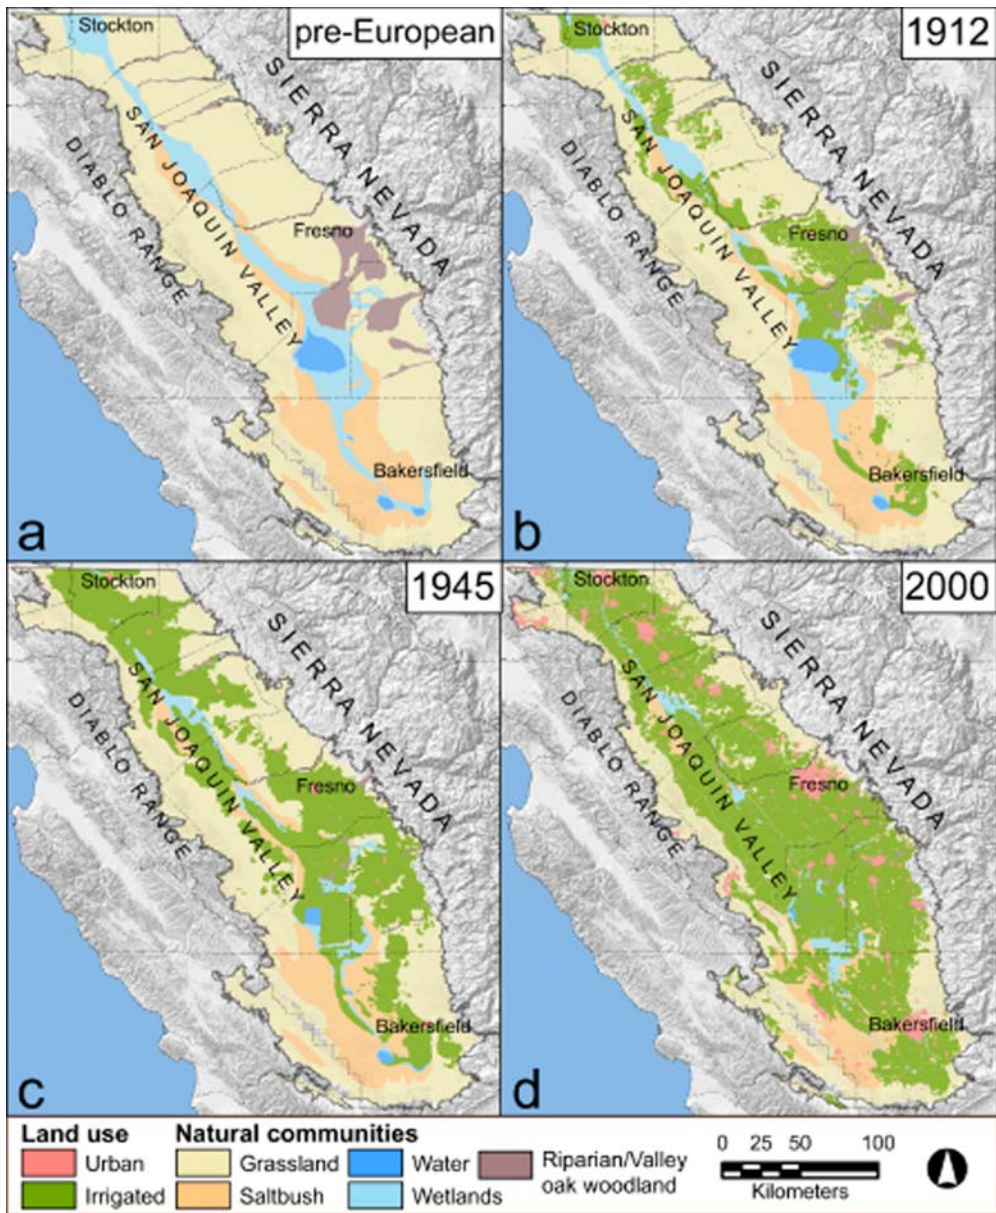 Stockton
pre-European
SIERRA NEVADA
SAN JOAQUIN VALLEY
DIABLO RANGE
Fresno
Bakersfield
a
Stockton
1912
SIERRA NEVADA
SAN JOAQUIN VALLEY
DIABLO RANGE
Fresno
Bakersfield
b
Stockton
1945
SIERRA NEVADA
SAN JOAQUIN VALLEY
DIABLO RANGE
Fresno
Bakersfield
c
Stockton
2000
SIERRA NEVADA
SAN JOAQUIN VALLEY
DIABLO RANGE
Fresno
Bakersfield
d
Land use
Urban
Irrigated
Natural communities
Grassland
Saltbush
Water
Wetlands
Riparian/Valley
oak woodland
0 25 50 100
Kilometers